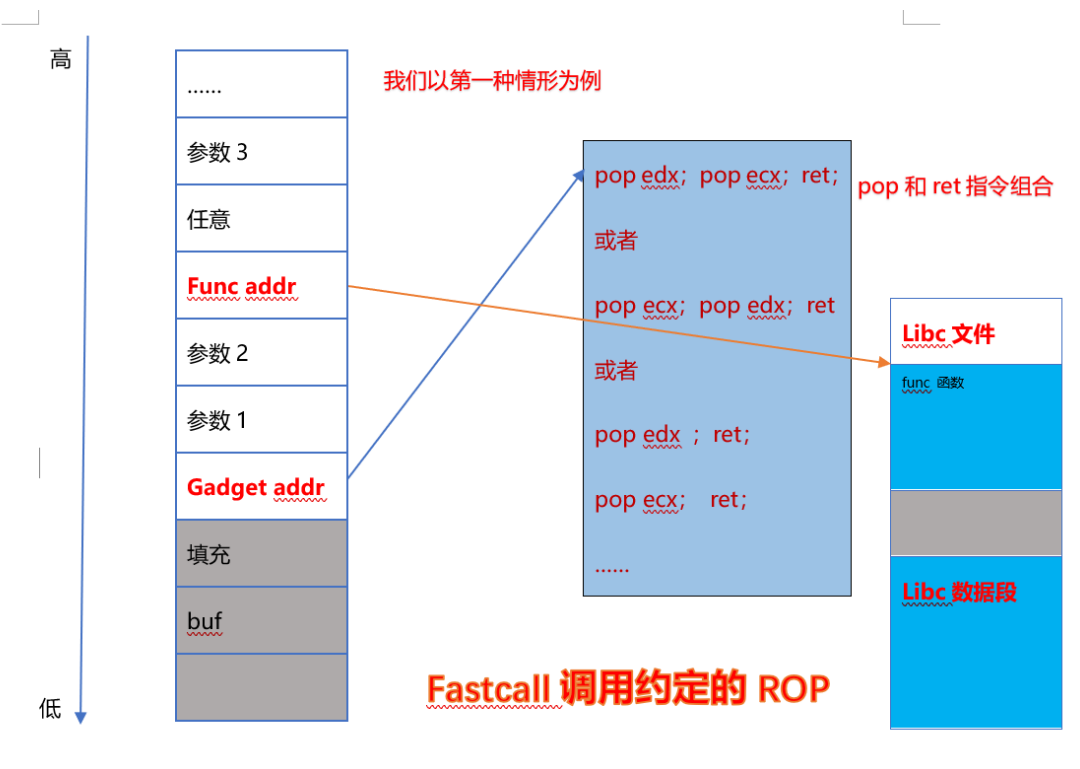 高
......
我们以第一种情形为例
参数 3
任意
Func addr
参数 2
参数 1
Gadget addr
填充
buf
低
pop edx；pop ecx；ret；
或者
pop ecx；pop edx；ret
或者
pop edx ；ret；
pop ecx； ret；
......
pop 和 ret 指令组合
Libc 文件
func 函数
Libc 数据段
Fastcall 调用约定的 ROP